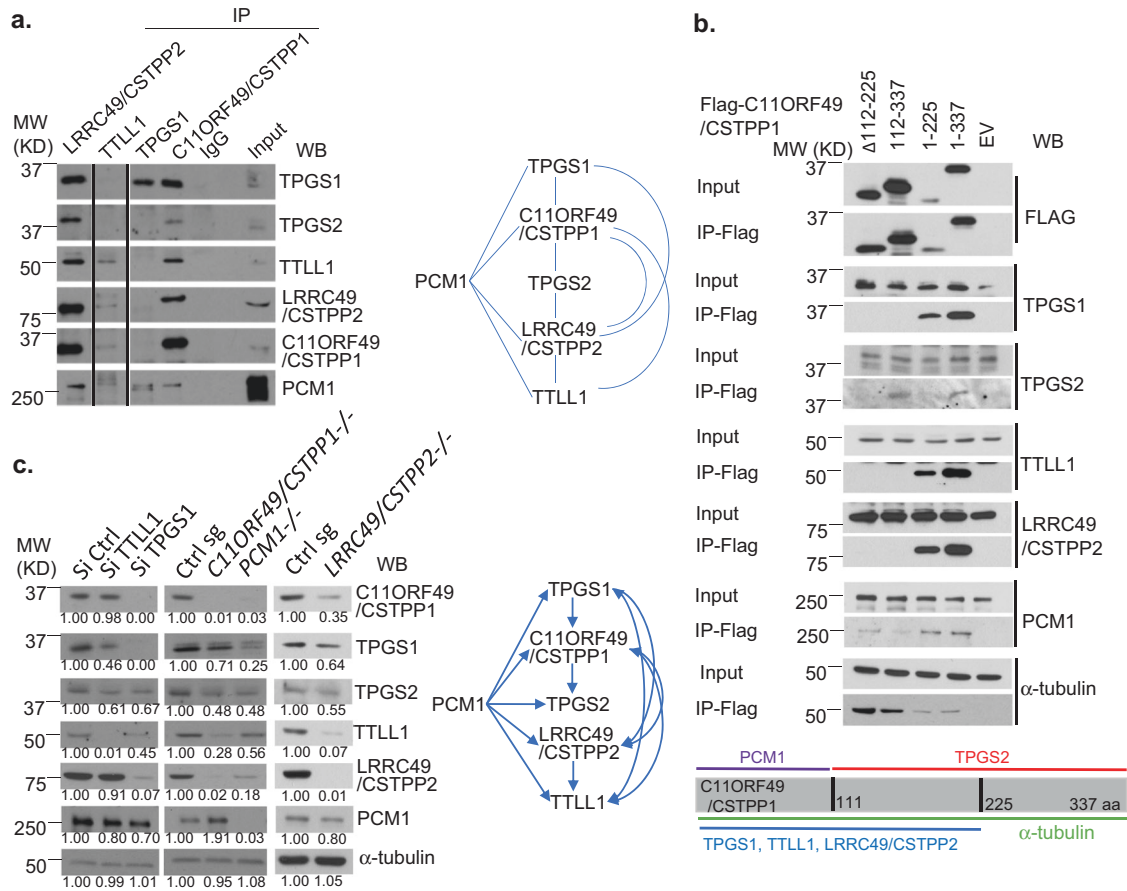 a.
IP
MW
(KD)
LRRC49/CSTPP2
TTLL1
TPGS1
C11ORF49/CSTPP1
IgG
Input
WB
37
TPGS1
37
TPGS2
50
TTLL1
75
LRRC49
/CSTPP2
37
C11ORF49
/CSTPP1
250
PCM1
TPGS1
C11ORF49
/CSTPP1
PCM1
TPGS2
LRRC49
/CSTPP2
TTLL1
b.
Flag-C11ORF49
/CSTPP1
MW (KD)
Δ112-225
112-337
1-225
1-337
EV
WB
Input
37
IP-Flag
37
FLAG
Input
37
IP-Flag
37
TPGS1
Input
37
IP-Flag
37
TPGS2
Input
50
IP-Flag
50
TTLL1
Input
75
IP-Flag
75
LRRC49
/CSTPP2
Input
250
IP-Flag
250
PCM1
Input
50
IP-Flag
50
α-tubulin
PCM1
TPGS2
C11ORF49
/CSTPP1
111
225
337 aa
α-tubulin
TPGS1, TTLL1, LRRC49/CSTPP2
c.
MW
(KD)
Si Ctrl
Si TTLL1
Si TPGS1
Ctrl sg
C11ORF49/CSTPP1-/-
PCM1-/-
Ctrl sg
LRRC49/CSTPP2-/-
WB
37
C11ORF49
/CSTPP1
1.00 0.98 0.00 1.00 0.01 0.03 1.00 0.35
37
TPGS1
1.00 0.46 0.00 1.00 0.71 0.25 1.00 0.64
37
TPGS2
1.00 0.61 0.67 1.00 0.48 0.48 1.00 0.55
50
TTLL1
1.00 0.01 0.45 1.00 0.28 0.56 1.00 0.07
75
LRRC49
/CSTPP2
1.00 0.91 0.07 1.00 0.02 0.18 1.00 0.01
250
PCM1
1.00 0.80 0.70 1.00 1.91 0.03 1.00 0.80
50
α-tubulin
1.00 0.99 1.01 1.00 0.95 1.08 1.00 1.05
TPGS1
C11ORF49
/CSTPP1
PCM1
TPGS2
LRRC49
/CSTPP2
TTLL1